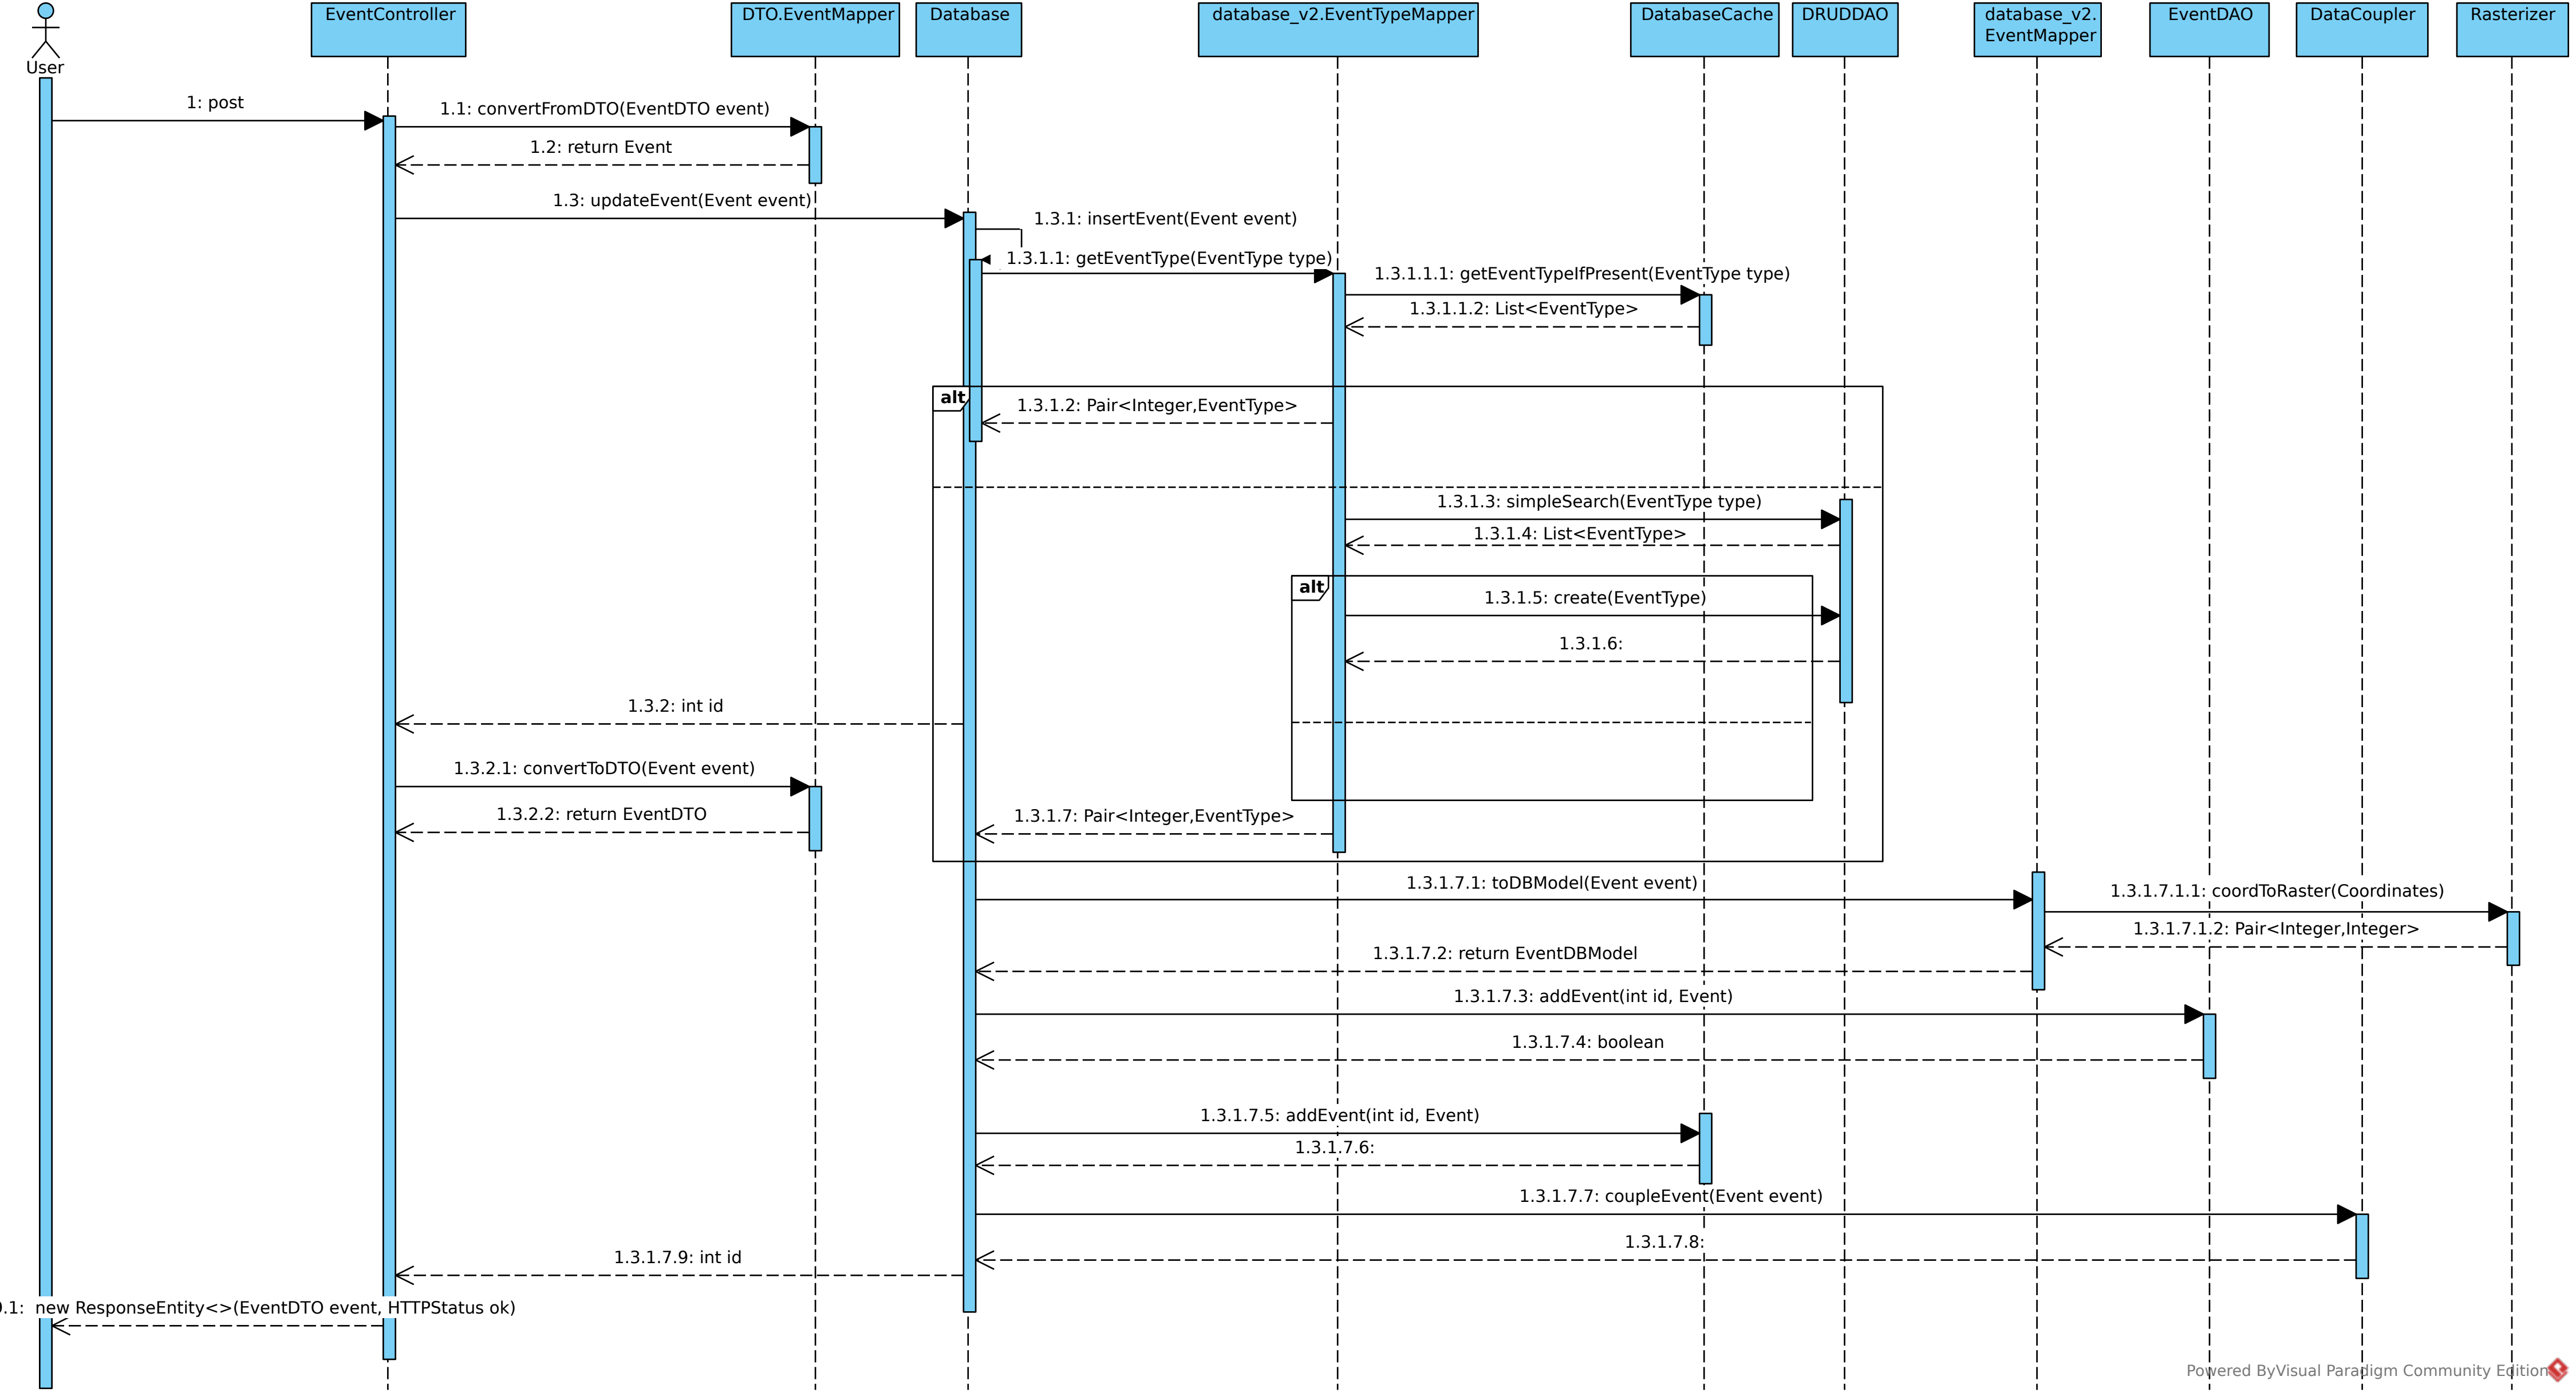 User
EventController
DTO.EventMapper
Database
database_v2.EventTypeMapper
DatabaseCache
DRUDDAO
database_v2.
EventMapper
EventDAO
DataCoupler
Rasterizer
1: post
1.1: convertFromDTO(EventDTO event)
1.2: return Event
1.3: updateEvent(Event event)
1.3.1: insertEvent(Event event)
1.3.1.1: getEventType(EventType type)
1.3.1.1.1: getEventTypeIfPresent(EventType type)
1.3.1.1.2: List<EventType>
alt
1.3.1.2: Pair<Integer,EventType>
1.3.1.3: simpleSearch(EventType type)
1.3.1.4: List<EventType>
alt
1.3.1.5: create(EventType)
1.3.1.6:
1.3.2: int id
1.3.2.1: convertToDTO(Event event)
1.3.2.2: return EventDTO
1.3.1.7: Pair<Integer,EventType>
1.3.1.7.1: toDBModel(Event event)
1.3.1.7.1.1: coordToRaster(Coordinates)
1.3.1.7.1.2: Pair<Integer,Integer>
1.3.1.7.2: return EventDBModel
1.3.1.7.3: addEvent(int id, Event)
1.3.1.7.4: boolean
1.3.1.7.5: addEvent(int id, Event)
1.3.1.7.6:
1.3.1.7.7: coupleEvent(Event event)
1.3.1.7.8:
1.3.1.7.9: int id
.1: new ResponseEntity<>(EventDTO event, HTTPStatus ok)
Powered ByVisual Paradigm Community Edition